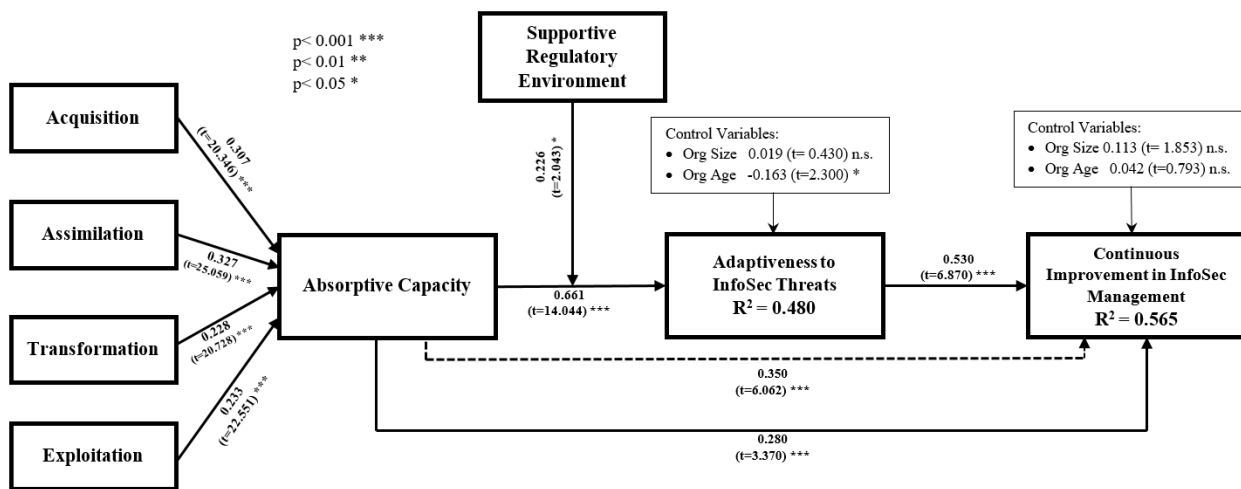 p< 0.001 ***
p< 0.01 **
p< 0.05 *
Supportive
Regulatory
Environment
Acquisition
0.307
(t=20.346) ***
Assimilation
0.327
(t=25.059) ***
Transformation
0.228
(t=20.728) ***
Exploitation
0.233
(t=22.551) ***
Absorptive Capacity
0.226
(t=2.043) *
0.661
(t=14.044) ***
Control Variables:
• Org Size 0.019 (t= 0.430) n.s.
• Org Age -0.163 (t=2.300) *
Adaptiveness to
InfoSec Threats
R² = 0.480
0.530
(t=6.870) ***
Control Variables:
• Org Size 0.113 (t= 1.853) n.s.
• Org Age 0.042 (t=0.793) n.s.
Continuous
Improvement in InfoSec
Management
R² = 0.565
0.350
(t=6.062) ***
0.280
(t=3.370) ***